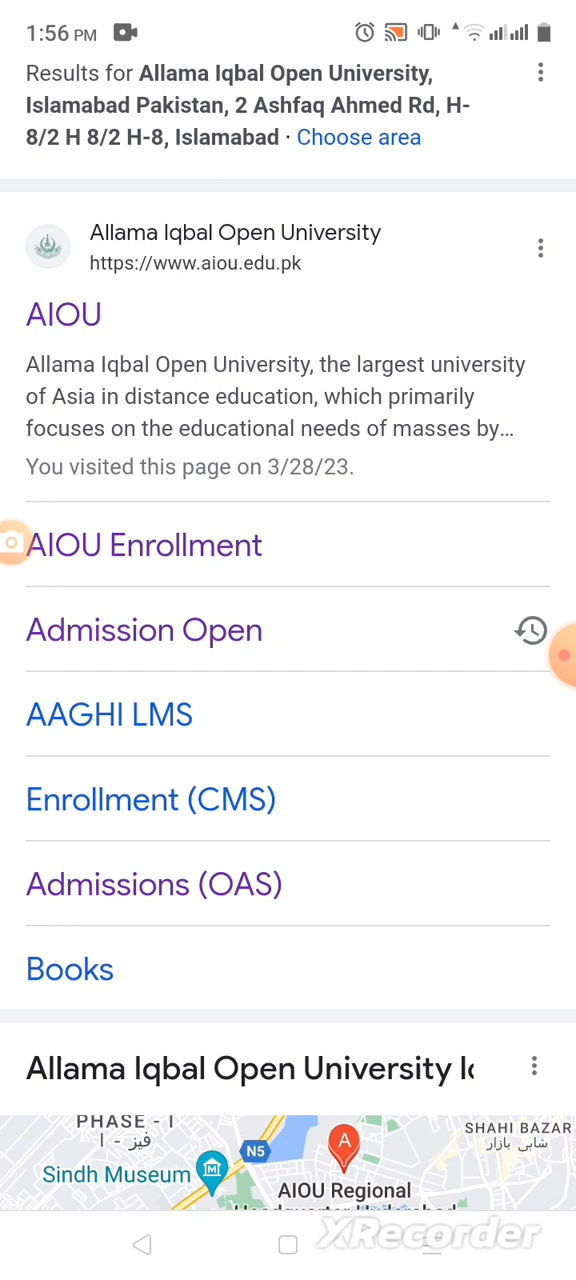 1:56 PM
Results for Allama Iqbal Open University,
Islamabad Pakistan, 2 Ashfaq Ahmed Rd, H-
8/2 H 8/2 H-8, Islamabad · Choose area
Allama Iqbal Open University
https://www.aiou.edu.pk
AIOU
Allama Iqbal Open University, the largest university
of Asia in distance education, which primarily
focuses on the educational needs of masses by...
You visited this page on 3/28/23.
AIOU Enrollment
Admission Open
AAGHI LMS
Enrollment (CMS)
Admissions (OAS)
Books
Allama Iqbal Open University
PHASE - I
فیز - ا
N5
A
SHAHI BAZAR
شاہی بازار
Sindh Museum
AIOU Regional
XRecorder